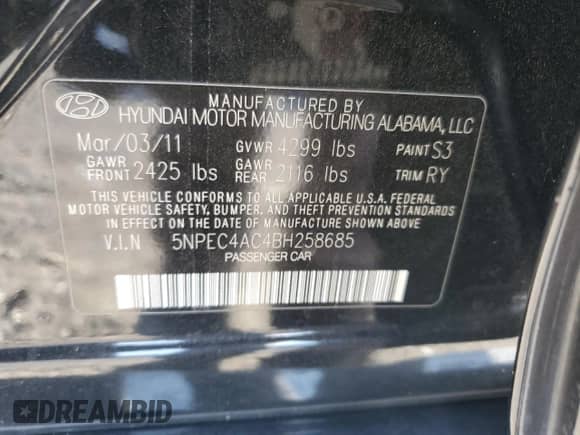 MANUFACTURED BY
HYUNDAI MOTOR MANUFACTURING ALABAMA, LLC
Mar/03/11 GVWR 4299 lbs PAINT S3
GAWR FRONT 2425 lbs GAWR REAR 2116 lbs TRIM RY
THIS VEHICLE CONFORMS TO ALL APPLICABLE U.S.A. FEDERAL
MOTOR VEHICLE SAFETY, BUMPER, AND THEFT PREVENTION
STANDARDS IN EFFECT ON THE DATE OF MANUFACTURE SHOWN ABOVE
V.I.N 5NPEC4AC4BH258685
PASSENGER CAR
DREAMBID